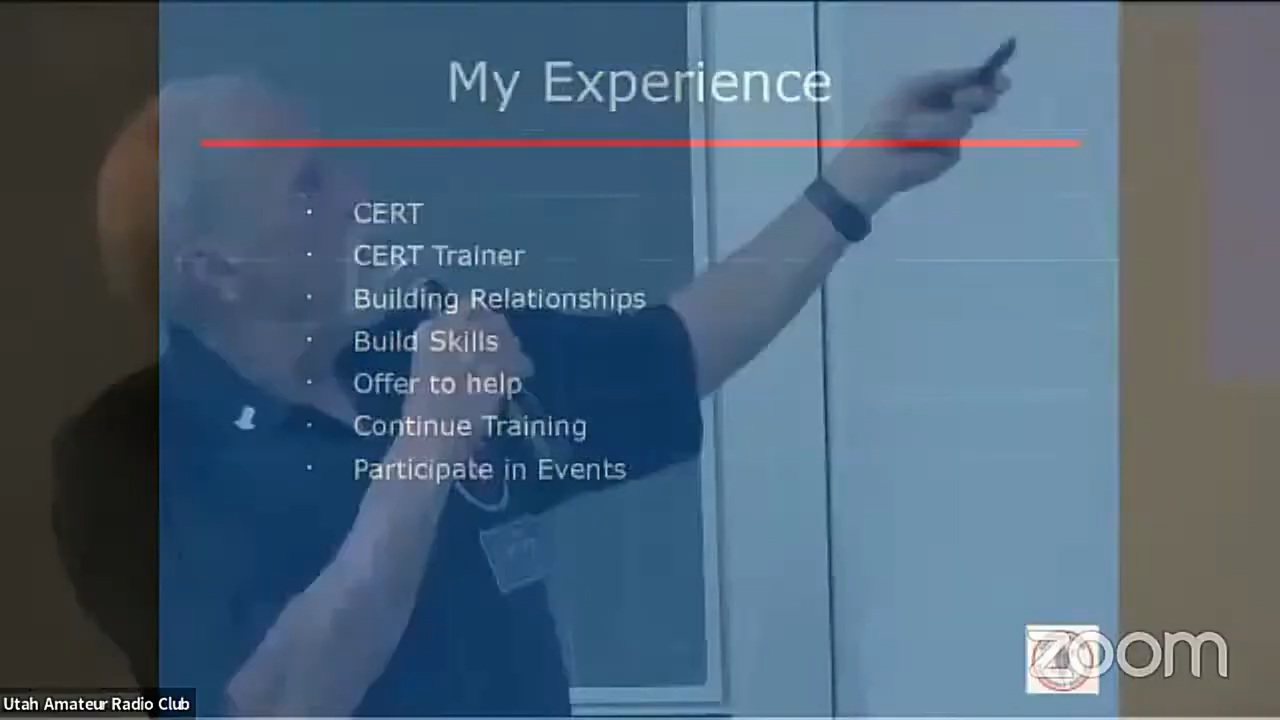 My Experience
· CERT
· CERT Trainer
· Building Relationships
· Build Skills
· Offer to help
· Continue Training
· Participate in Events
zoom
Utah Amateur Radio Club